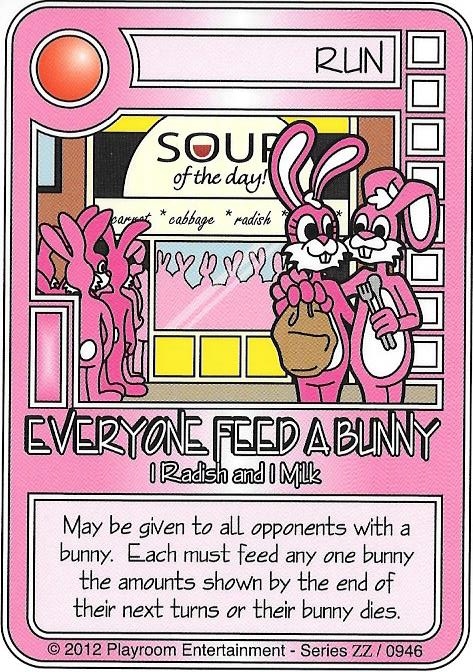 RUN
SOUP
of the day!
carrot * cabbage * radish *
EVERYONE FEED A BUNNY
1 Radish and 1 Milk
May be given to all opponents with a
bunny. Each must feed any one bunny
the amounts shown by the end of
their next turns or their bunny dies.
© 2012 Playroom Entertainment - Series ZZ / 0946